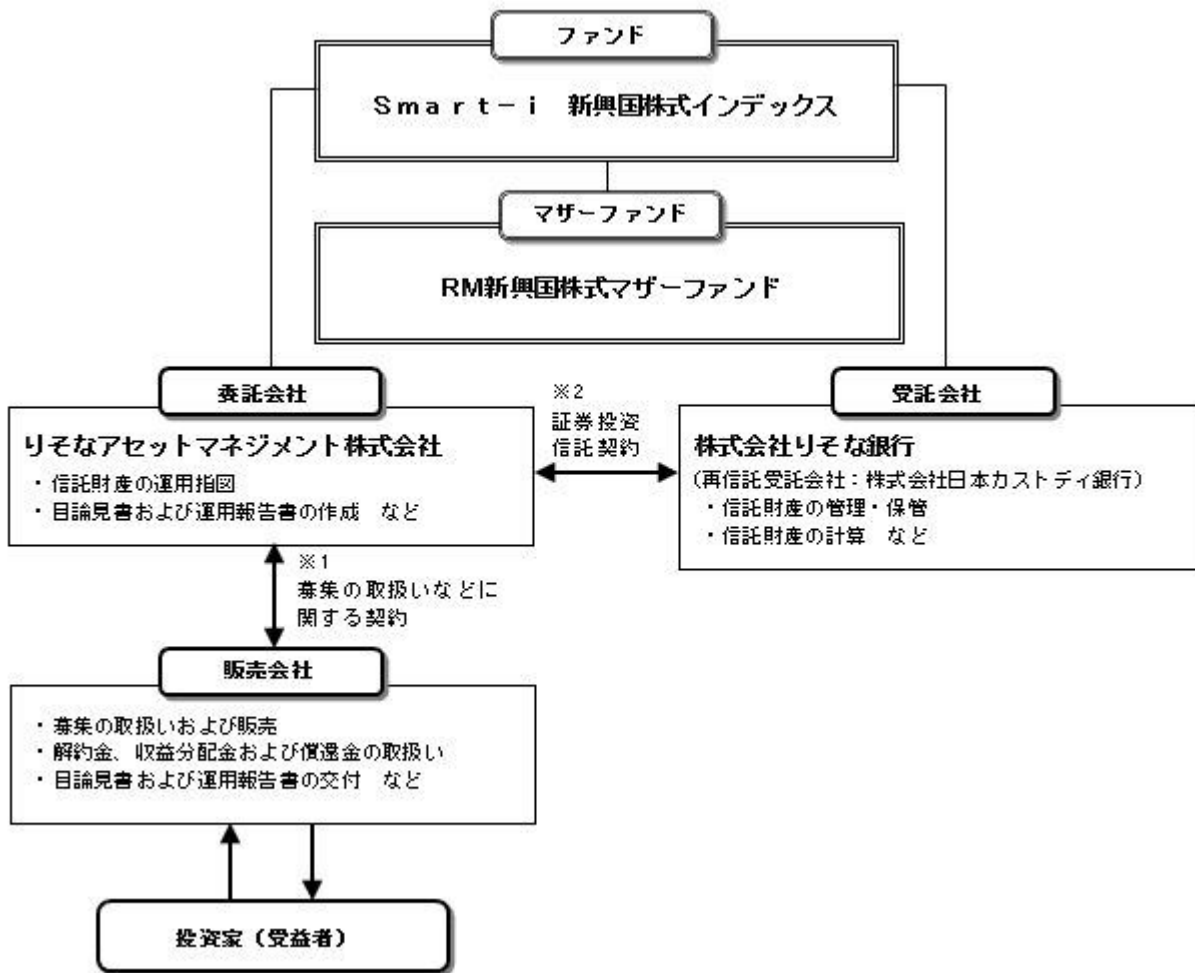 ファンド
Smart-i 新興国株式インデックス
マザーファンド
RM新興国株式マザーファンド
委託会社
りそなアセットマネジメント株式会社
・信託財産の運用指図
・目論見書および運用報告書の作成 など
※2
証券投資
信託契約
受託会社
株式会社りそな銀行
(再信託受託会社:株式会社日本カストディ銀行)
・信託財産の管理・保管
・信託財産の計算 など
※1
募集の取扱いなどに
関する契約
販売会社
・募集の取扱いおよび販売
・解約金、収益分配金および償還金の取扱い
・目論見書および運用報告書の交付 など
投資家(受益者)